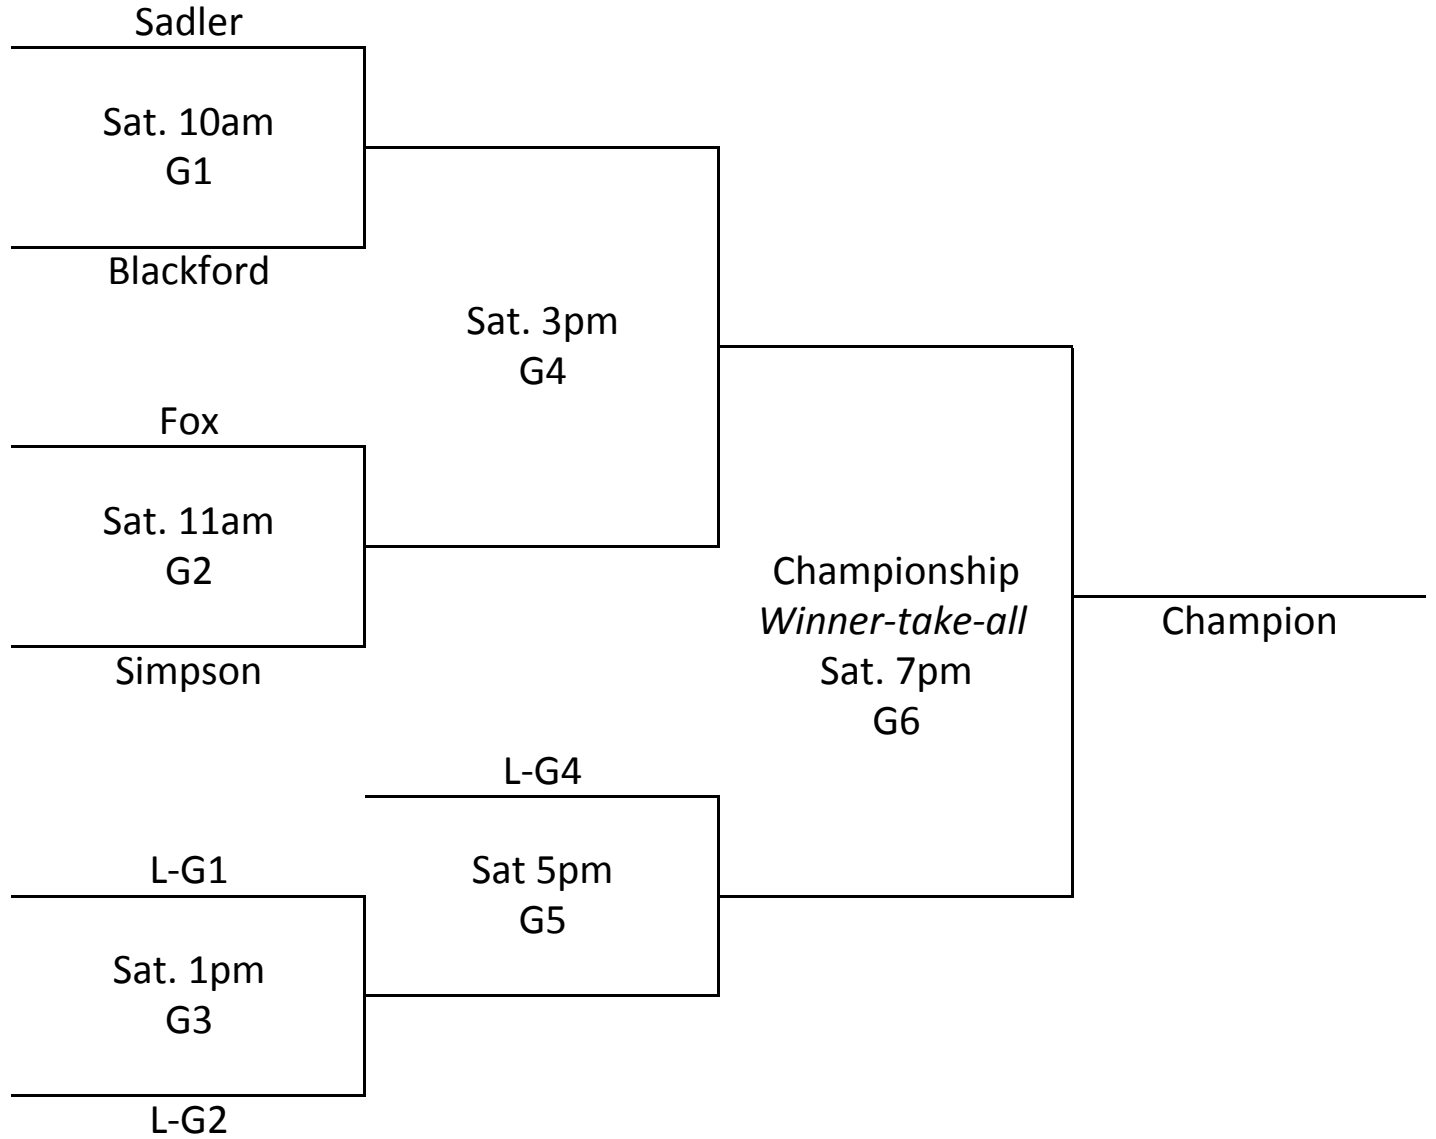 Sadler
Sat. 10am
G1
Blackford
Sat. 3pm
G4
Fox
Sat. 11am
G2
Simpson
Championship
Winner-take-all
Sat. 7pm
G6
Champion
L-G4
Sat 5pm
G5
L-G1
Sat. 1pm
G3
L-G2